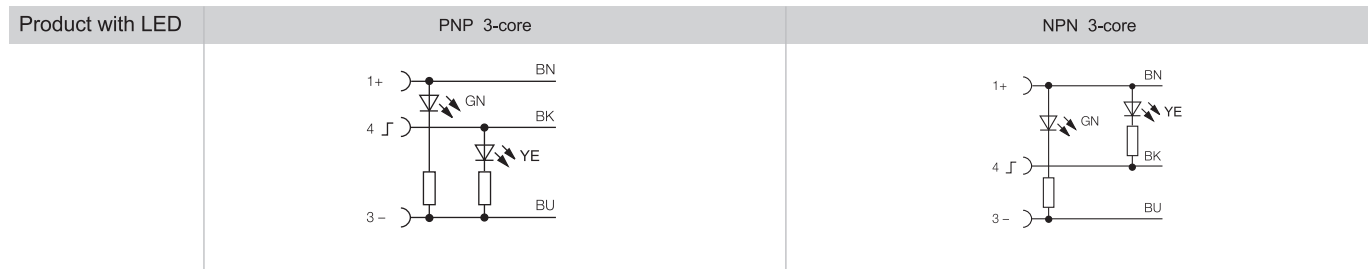 Product with LED PNP 3-core NPN 3-core
1+ BN
GN
4 BK
YE
3 – BU
1+ BN
YE
GN
4 BK
3 – BU